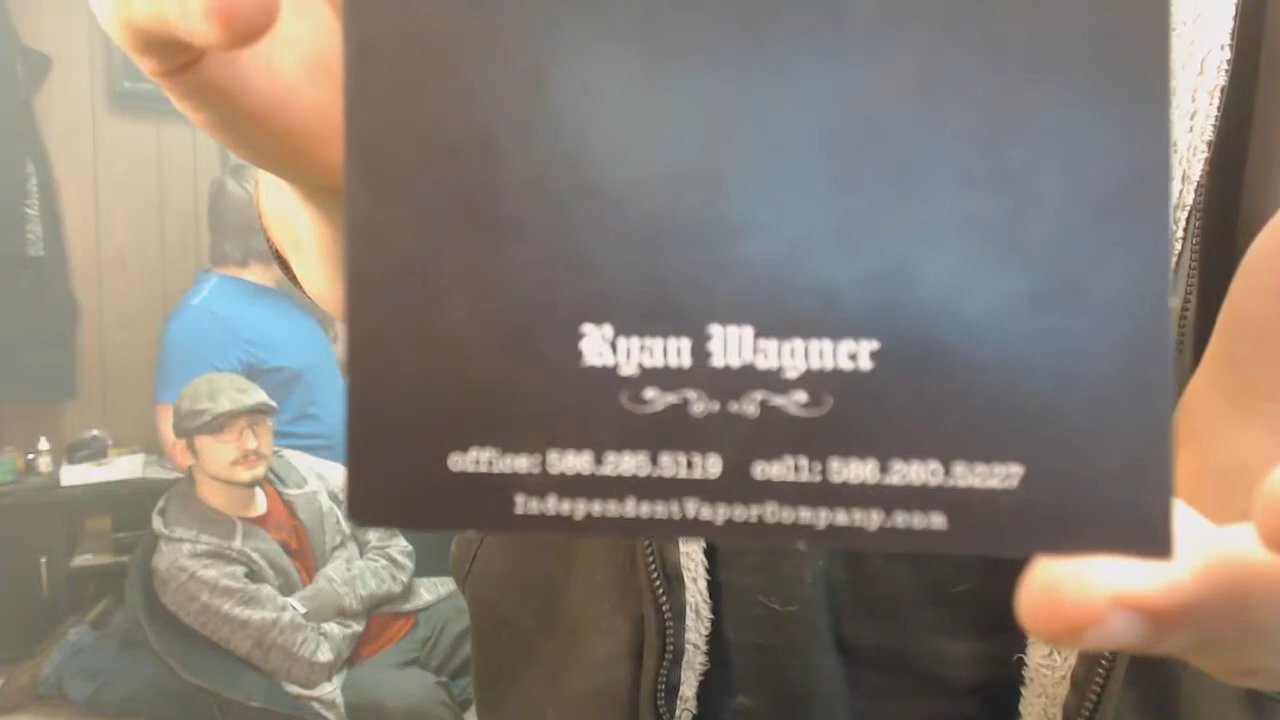 Ryan Wagner
office: 586.285.5119 cell: 586.260.5227
IndependentVaporCompany.com